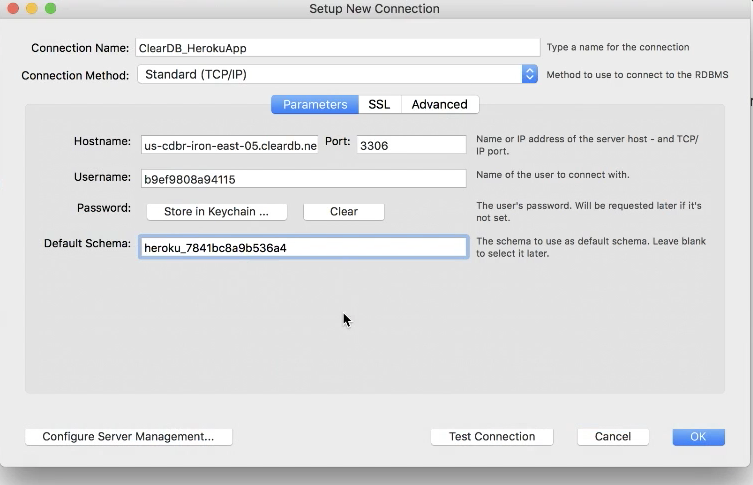 Setup New Connection
Connection Name: ClearDB_HerokuApp Type a name for the connection
Connection Method: Standard (TCP/IP) Method to use to connect to the RDBMS
Parameters SSL Advanced
Hostname: us-cdbr-iron-east-05.cleardb.ne Port: 3306 Name or IP address of the server host - and TCP/
IP port.
Username: b9ef9808a94115 Name of the user to connect with.
Password: Store in Keychain ... Clear The user's password. Will be requested later if it's
not set.
Default Schema: heroku_7841bc8a9b536a4 The schema to use as default schema. Leave blank
to select it later.
Configure Server Management... Test Connection Cancel OK